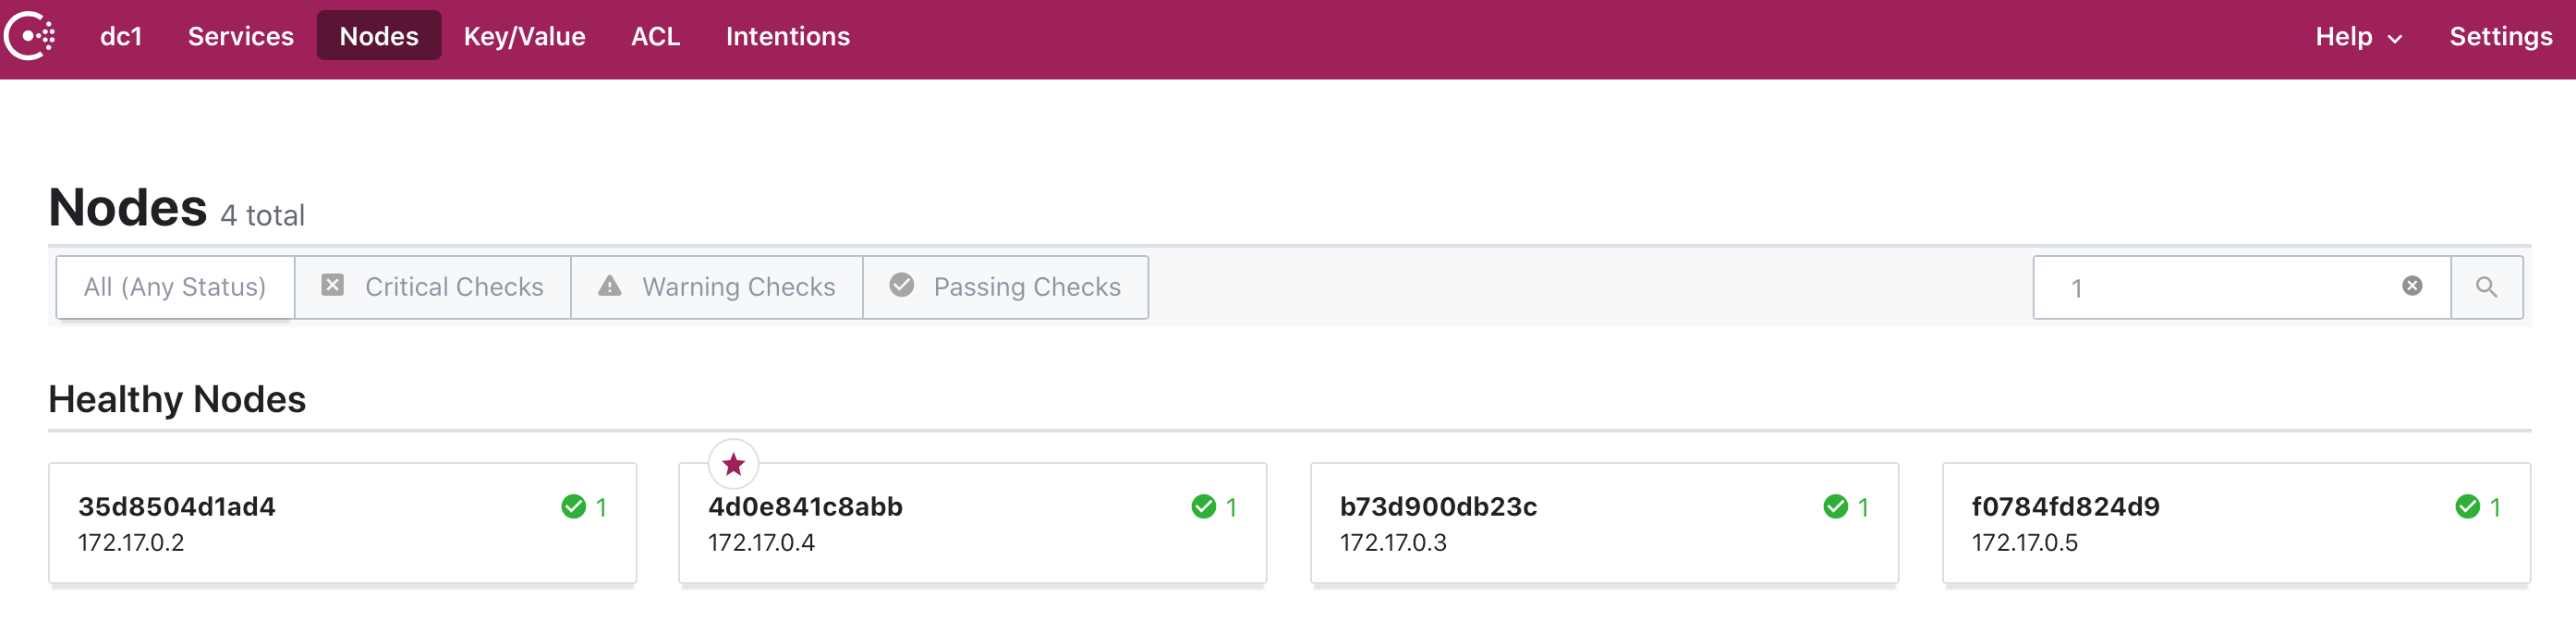 dc1 Services Nodes Key/Value ACL Intentions Help Settings
Nodes 4 total
All (Any Status) Critical Checks Warning Checks Passing Checks 1
Healthy Nodes
35d8504d1ad4 1
172.17.0.2
4d0e841c8abb 1
172.17.0.4
b73d900db23c 1
172.17.0.3
f0784fd824d9 1
172.17.0.5